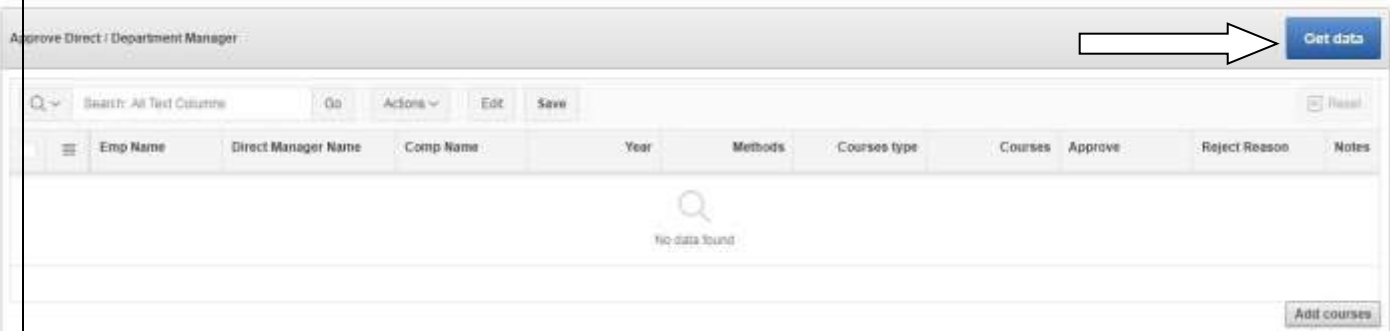 Approve Direct / Department Manager Get data
Search: All Text Columns Go Actions Edit Save Reset
Emp Name Direct Manager Name Comp Name Year Methods Courses type Courses Approve Reject Reason Notes
No data found
Add courses